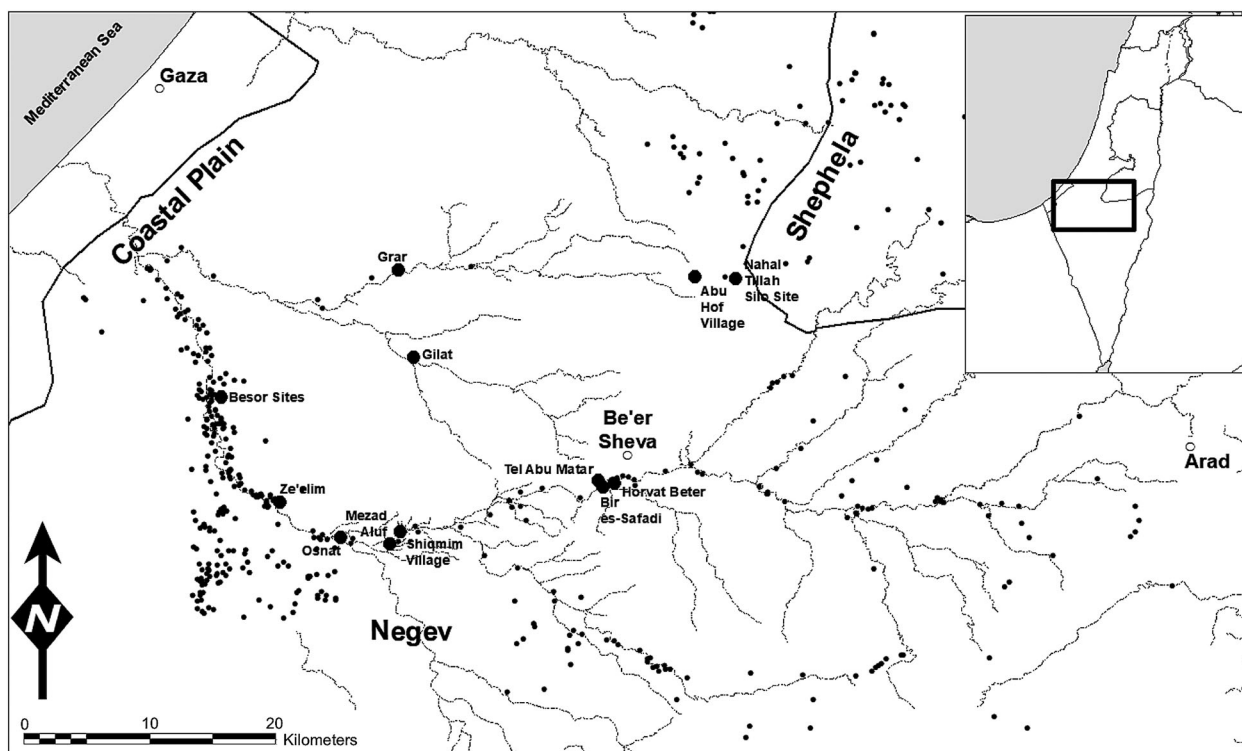 Mediterranean Sea
Gaza
Coastal Plain
Shephela
Grar
Abu
Hof
Village
Nahal
Tillah
Silo Site
Gilat
Besor Sites
Be'er
Sheva
Arad
Tel Abu Matar
Horvat Beter
Bir
es-Safadi
Ze'elim
Mezad
Aluf
Osnat
Shiqmim
Village
Negev
N
0 10 20
Kilometers